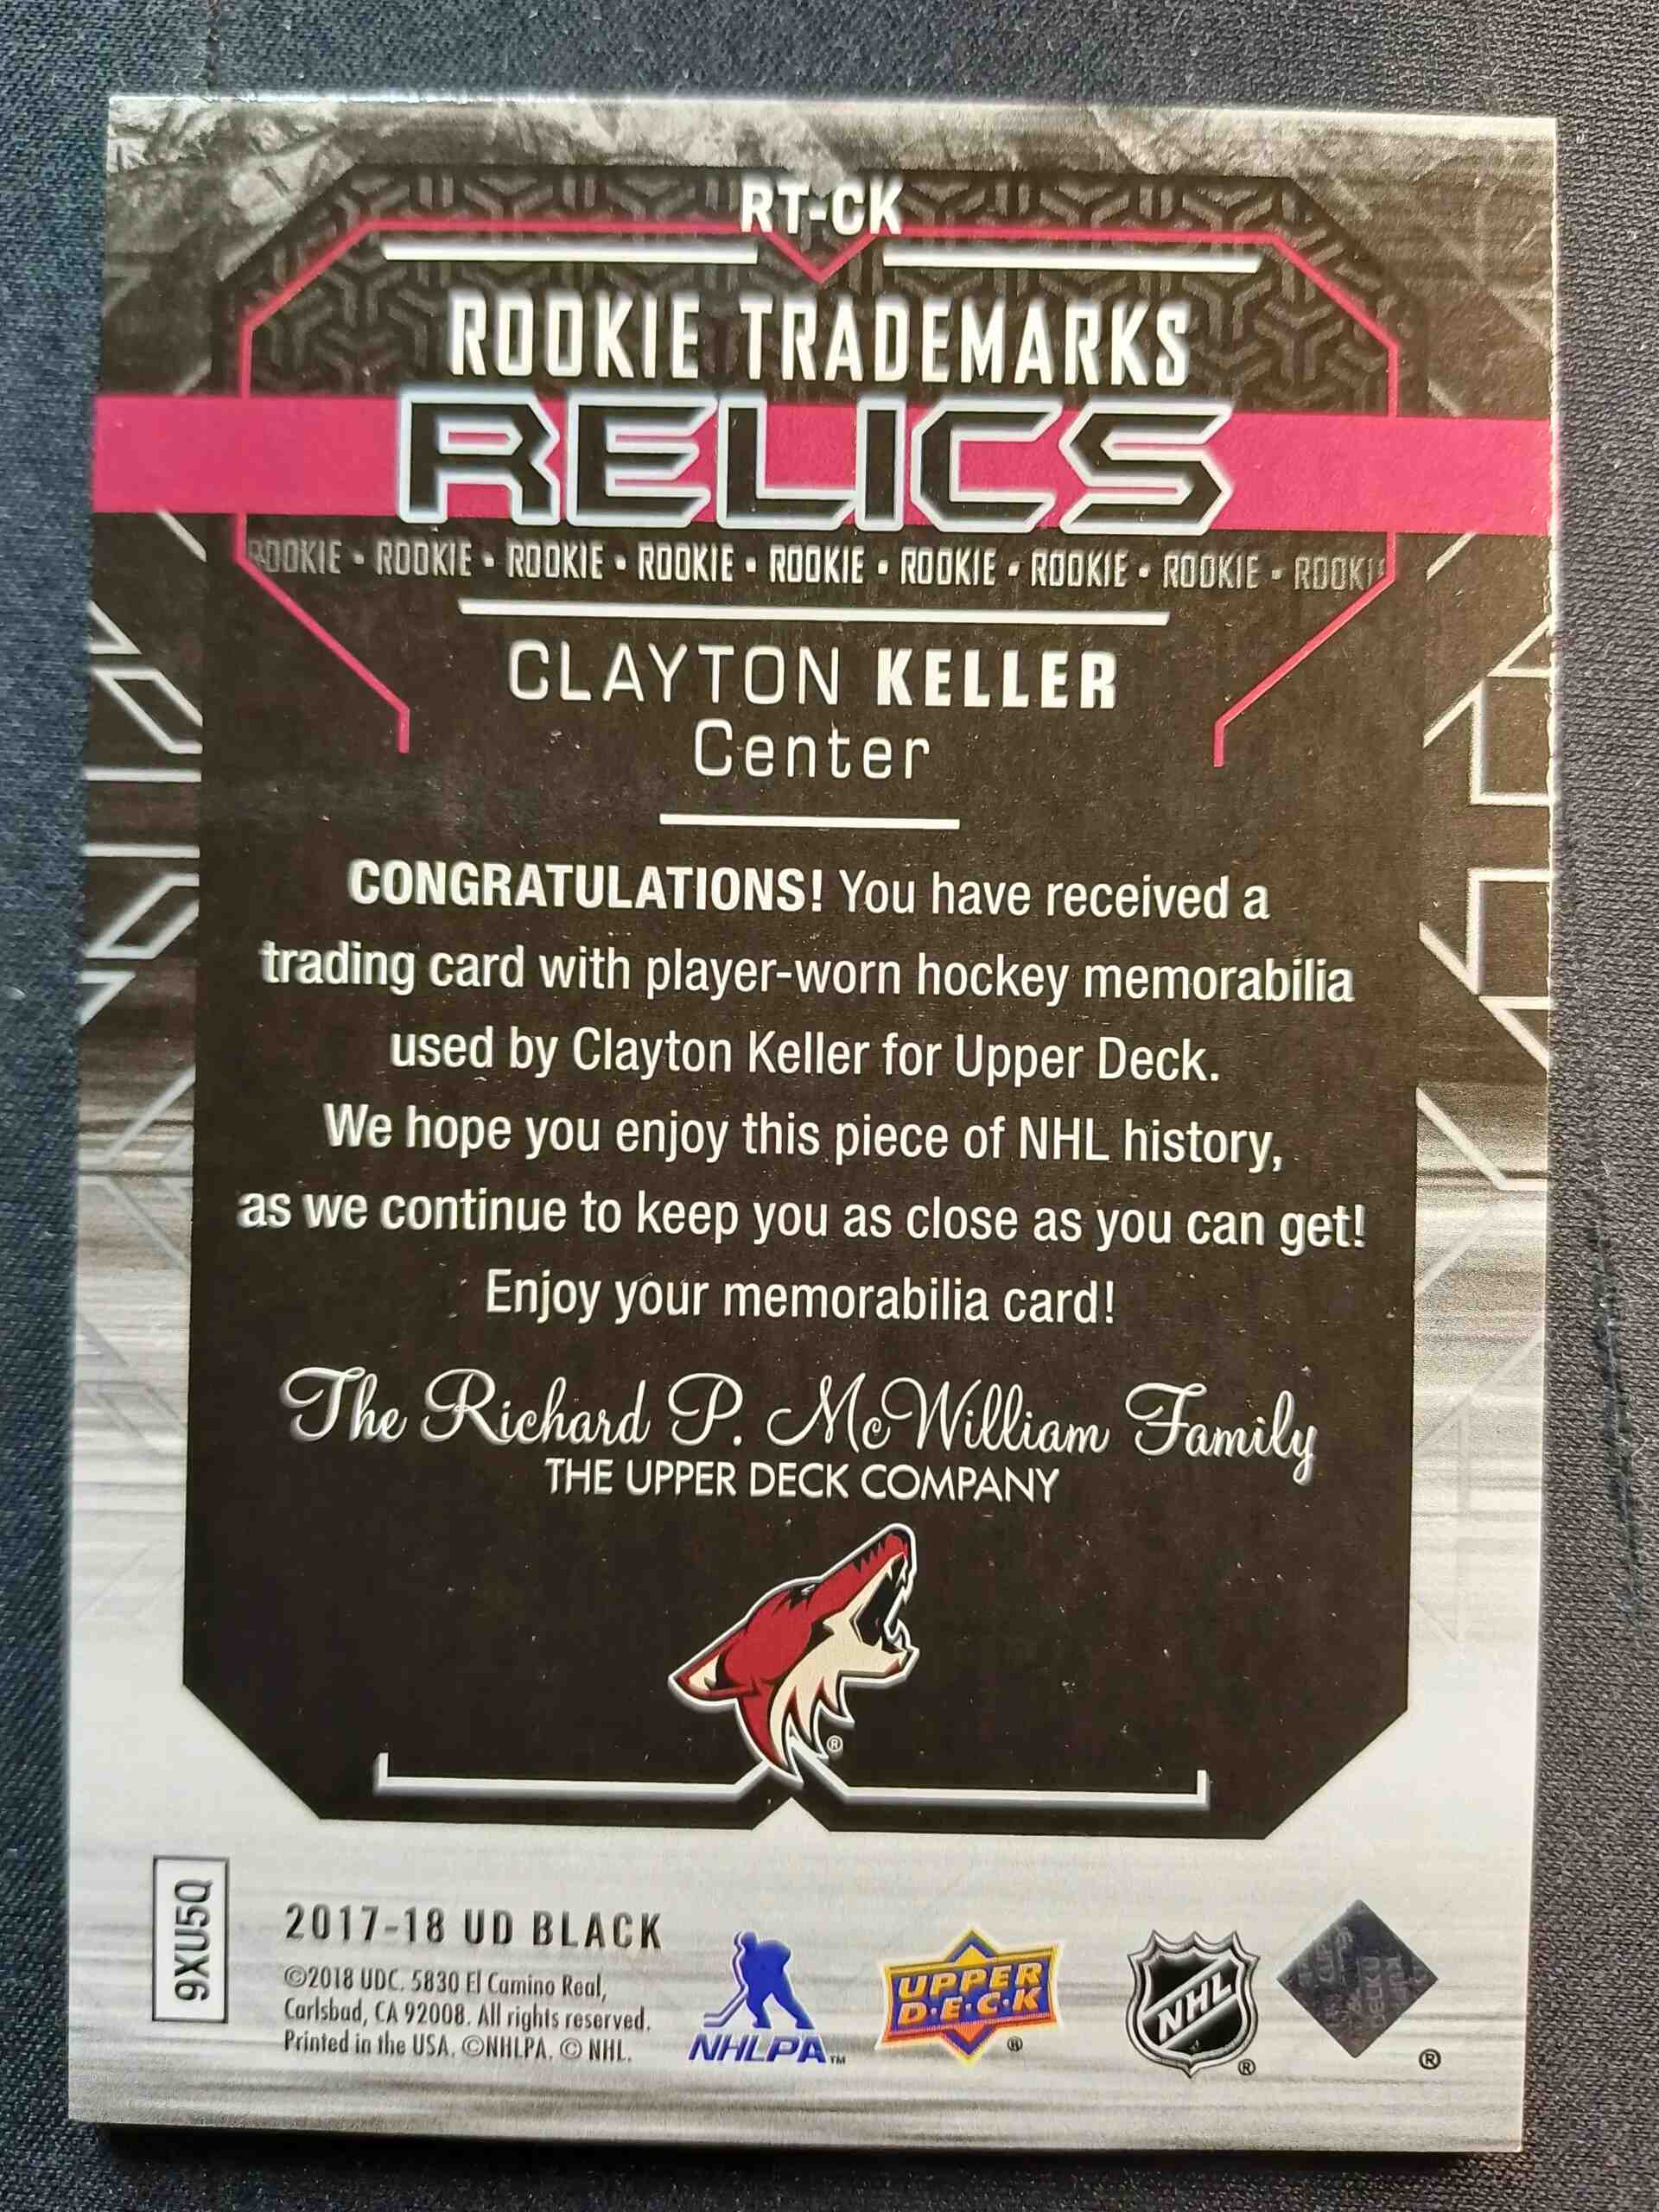 RT-CK
ROOKIE TRADEMARKS
RELICS
ROOKIE • ROOKIE • ROOKIE • ROOKIE • ROOKIE • ROOKIE • ROOKIE • ROOKIE • ROOKI
CLAYTON KELLER
Center
CONGRATULATIONS! You have received a
trading card with player-worn hockey memorabilia
used by Clayton Keller for Upper Deck.
We hope you enjoy this piece of NHL history,
as we continue to keep you as close as you can get!
Enjoy your memorabilia card!
The Richard P. McWilliam Family
THE UPPER DECK COMPANY
®
9XU5Q
2017-18 UD BLACK
©2018 UDC. 5830 El Camino Real,
Carlsbad, CA 92008. All rights reserved.
Printed in the USA. ©NHLPA. © NHL.
NHLPA™
UPPER
D·E·C·K ®
NHL ®
®